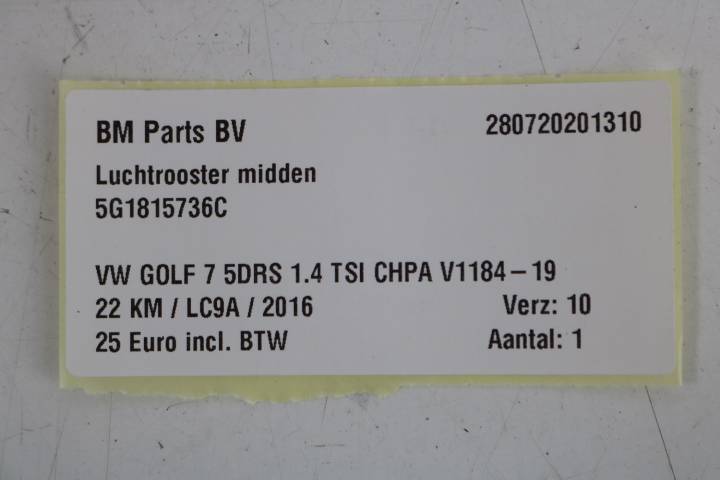 BM Parts BV 280720201310
Luchtrooster midden
5G1815736C
VW GOLF 7 5DRS 1.4 TSI CHPA V1184-19
22 KM / LC9A / 2016 Verz: 10
25 Euro incl. BTW Aantal: 1